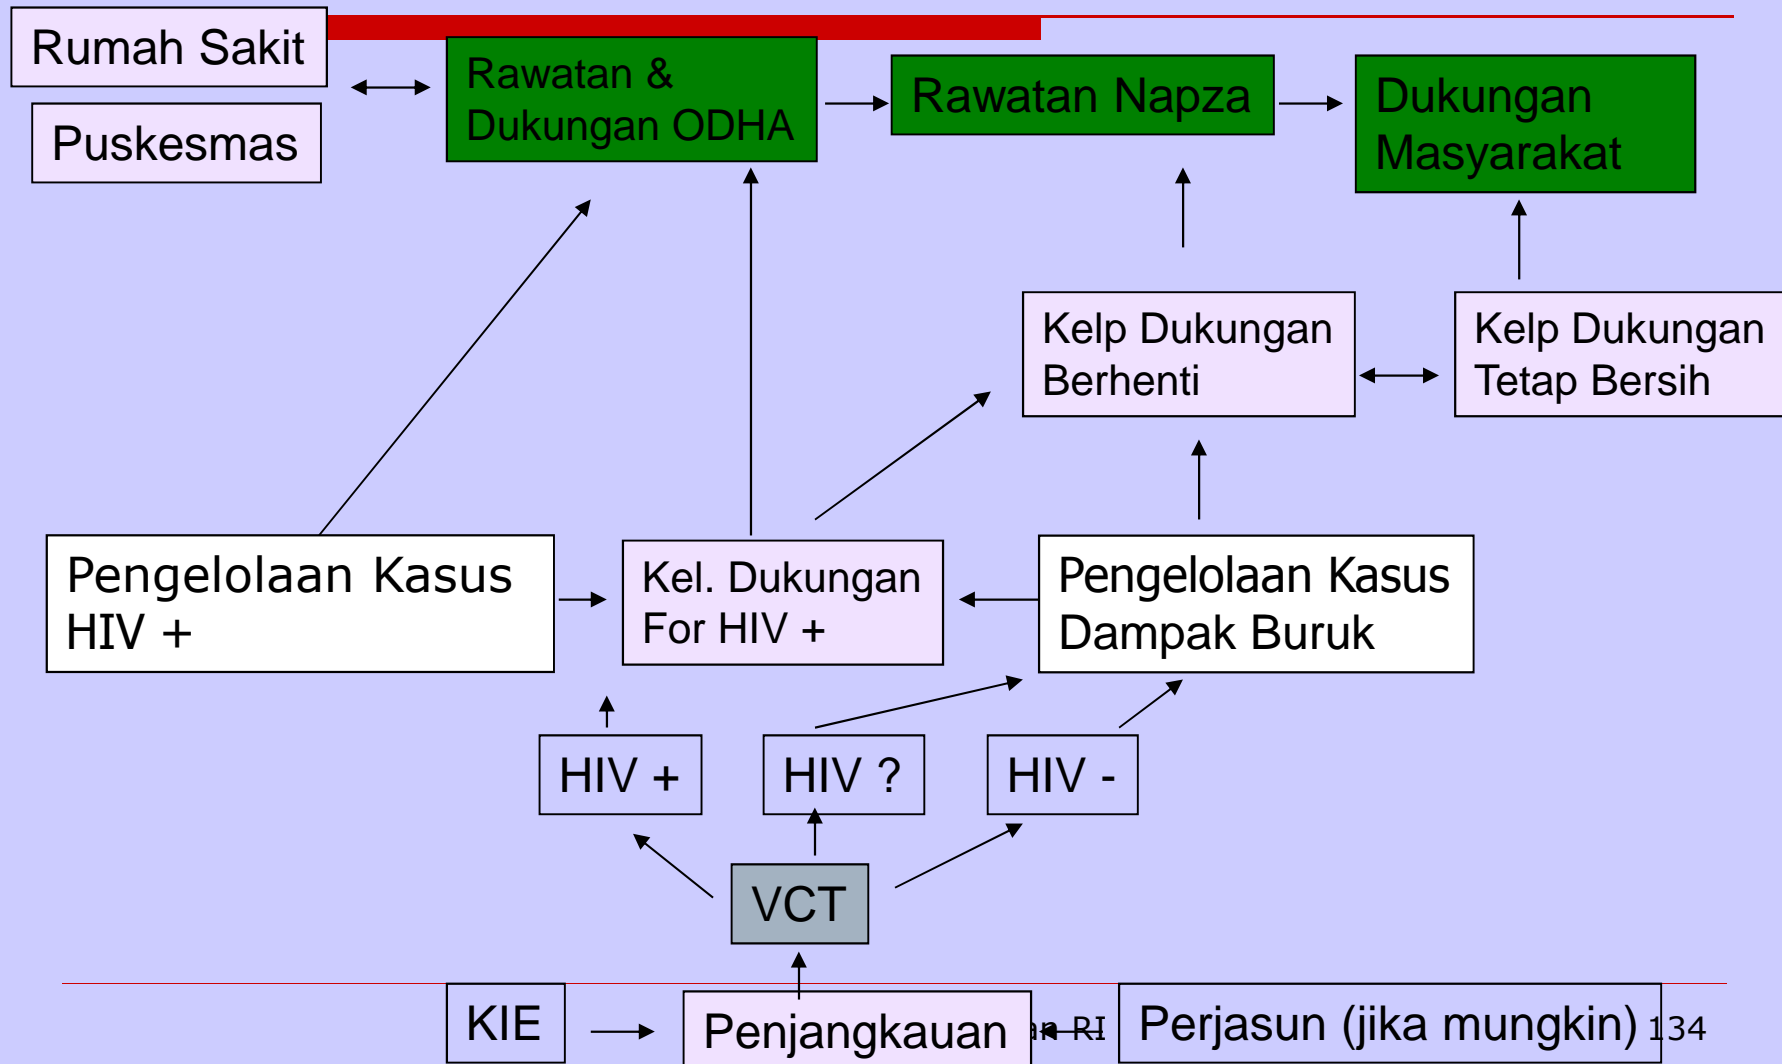 Rumah Sakit
Puskesmas
Rawatan &
Dukungan ODHA
Rawatan Napza
Dukungan
Masyarakat
Kelp Dukungan
Berhenti
Kelp Dukungan
Tetap Bersih
Pengelolaan Kasus
HIV +
Kel. Dukungan
For HIV +
Pengelolaan Kasus
Dampak Buruk
HIV +
HIV ?
HIV -
VCT
KIE
Penjangkauan
RI
Perjasun (jika mungkin)
134